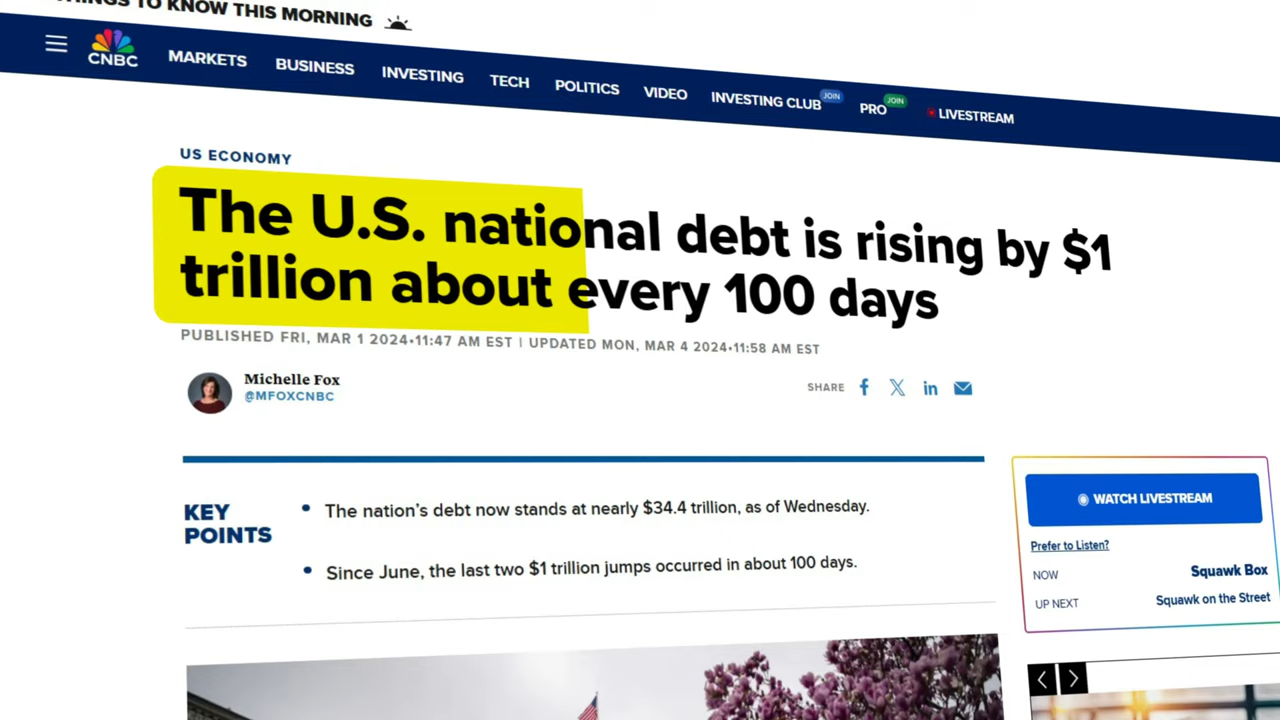 THINGS TO KNOW THIS MORNING
CNBC
MARKETS BUSINESS INVESTING TECH POLITICS VIDEO INVESTING CLUB JOIN PRO JOIN LIVESTREAM
US ECONOMY
The U.S. national debt is rising by $1
trillion about every 100 days
PUBLISHED FRI, MAR 1 2024•11:47 AM EST | UPDATED MON, MAR 4 2024•11:58 AM EST
Michelle Fox
@MFOXCNBC
SHARE
KEY
POINTS
The nation’s debt now stands at nearly $34.4 trillion, as of Wednesday.
Since June, the last two $1 trillion jumps occurred in about 100 days.
WATCH LIVESTREAM
Prefer to Listen?
NOW Squawk Box
UP NEXT Squawk on the Street